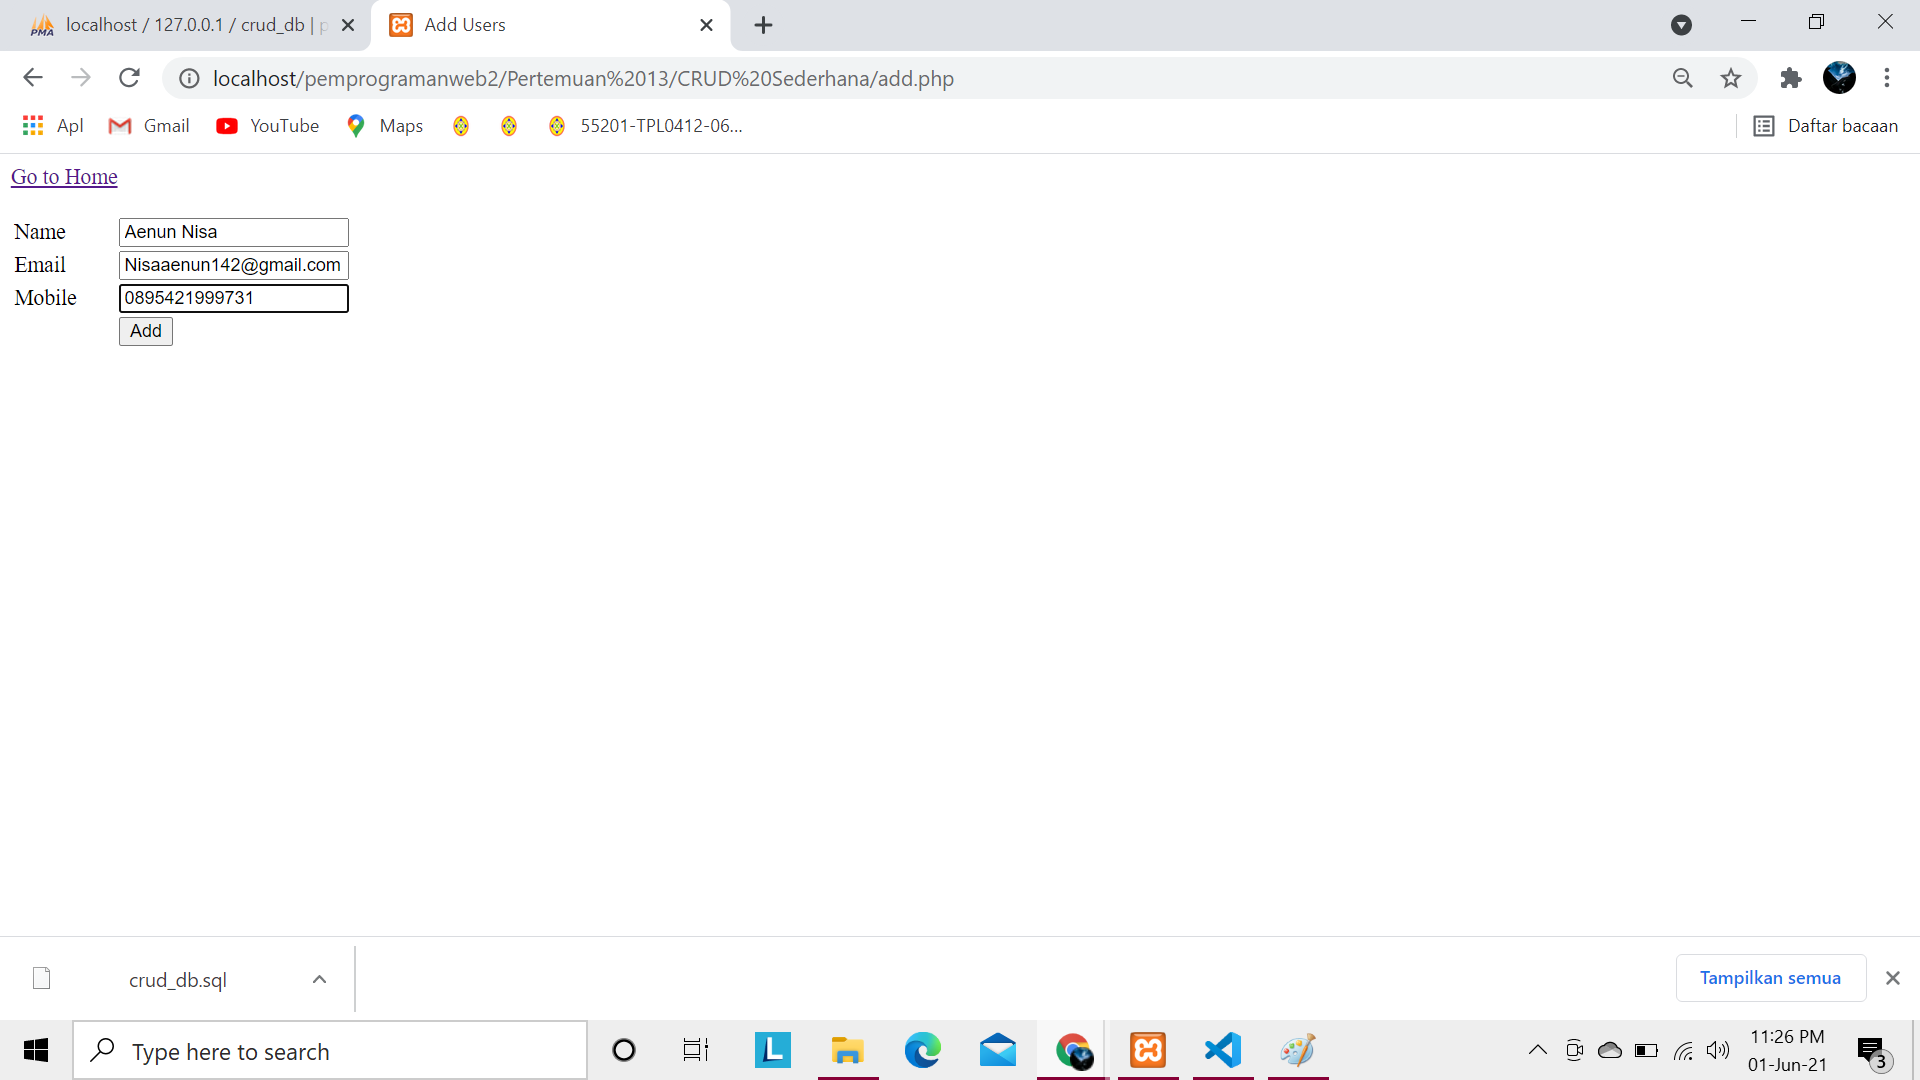 localhost / 127.0.0.1 / crud_db | p
Add Users
localhost/pemprogramanweb2/Pertemuan%2013/CRUD%20Sederhana/add.php
Apl
Gmail
YouTube
Maps
55201-TPL0412-06...
Daftar bacaan
Go to Home
Name
Aenun Nisa
Email
Nisaaenun142@gmail.com
Mobile
0895421999731
Add
crud_db.sql
Tampilkan semua
Type here to search
11:26 PM
01-Jun-21
3